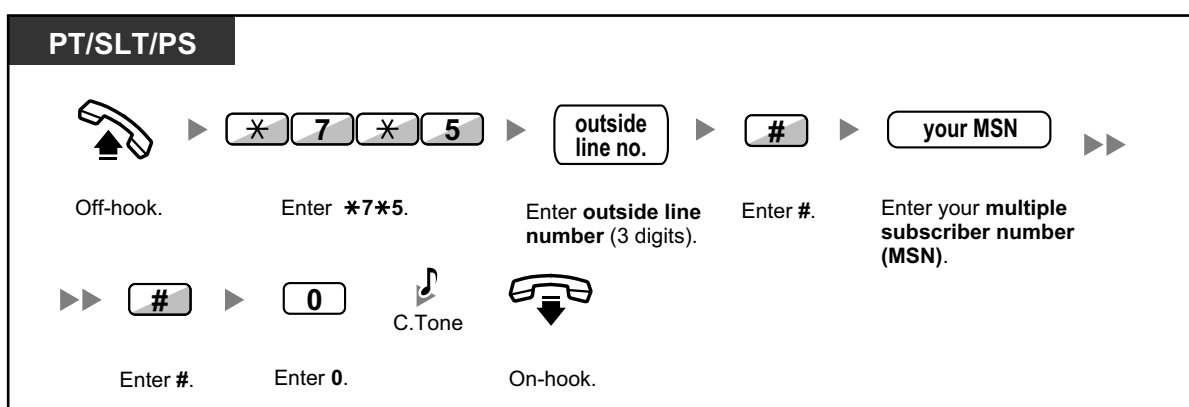 PT/SLT/PS
* 7 * 5
outside
line no.
#
your MSN
Off-hook.
Enter *7*5.
Enter outside line
number (3 digits).
Enter #.
Enter your multiple
subscriber number
(MSN).
#
0
C.Tone
Enter #.
Enter 0.
On-hook.